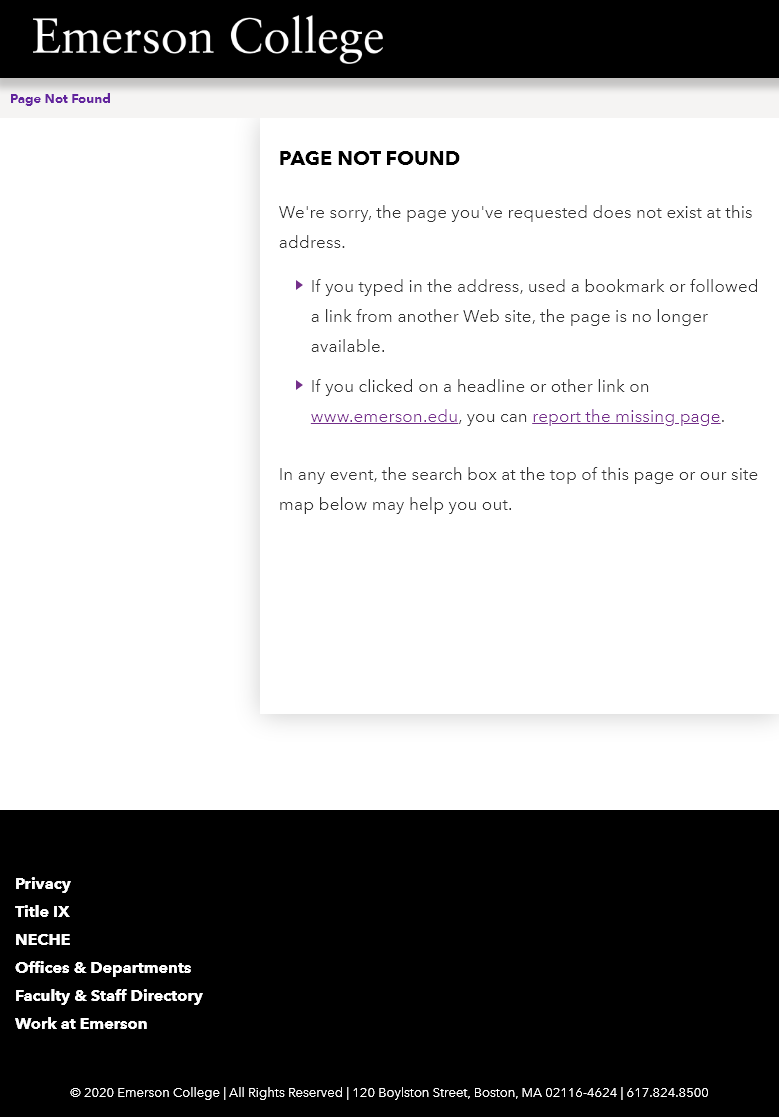 Emerson College
Page Not Found
PAGE NOT FOUND
We're sorry, the page you've requested does not exist at this
address.
If you typed in the address, used a bookmark or followed
a link from another Web site, the page is no longer
available.
If you clicked on a headline or other link on
www.emerson.edu, you can report the missing page.
In any event, the search box at the top of this page or our site
map below may help you out.
Privacy
Title IX
NECHE
Offices & Departments
Faculty & Staff Directory
Work at Emerson
© 2020 Emerson College | All Rights Reserved | 120 Boylston Street, Boston, MA 02116-4624 | 617.824.8500